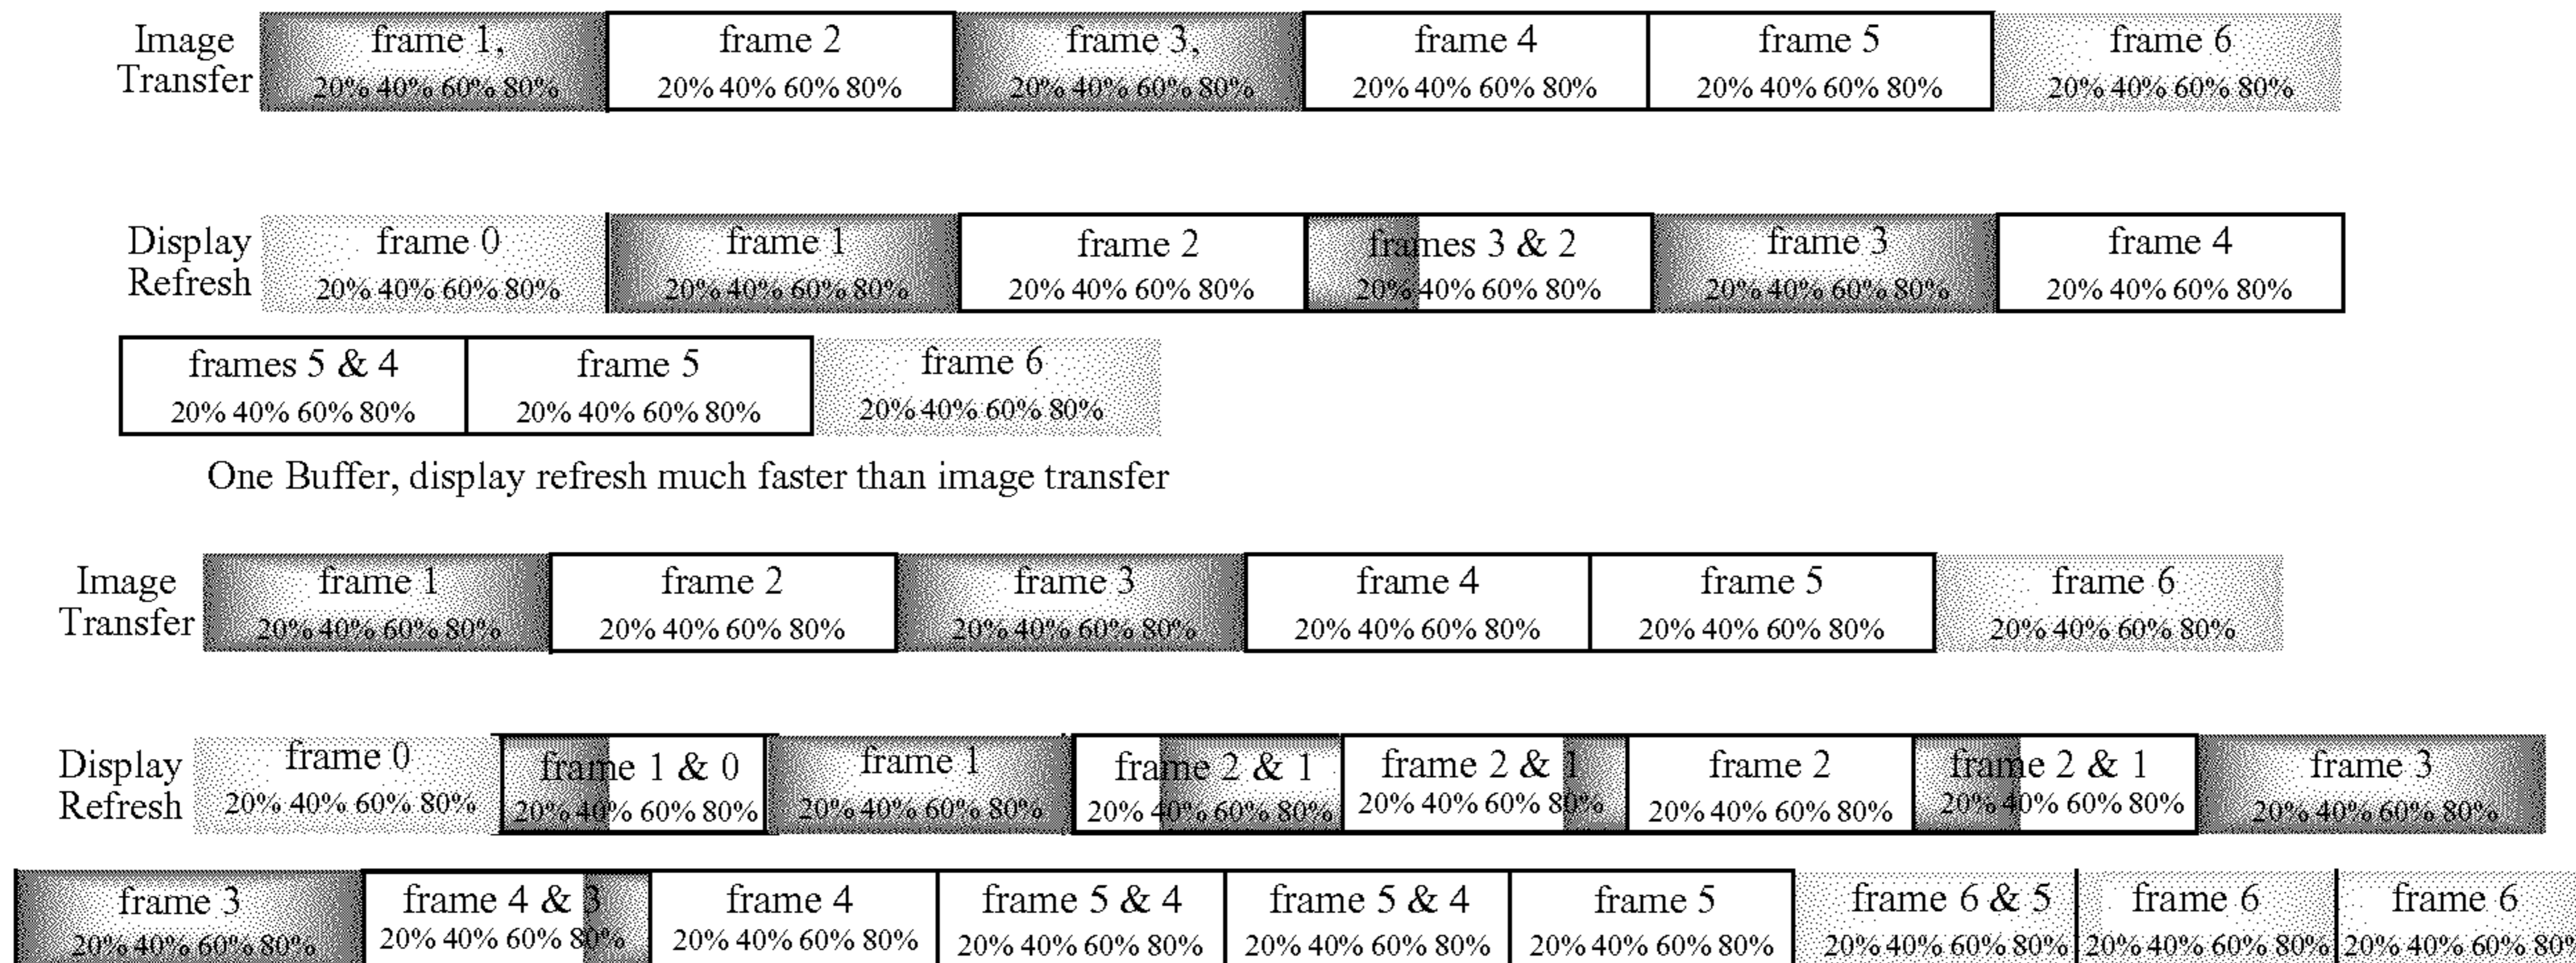 Image Transfer
frame 1, frame 2 frame 3, frame 4 frame 5 frame 6
20% 40% 60% 80% 20% 40% 60% 80% 20% 40% 60% 80% 20% 40% 60% 80% 20% 40% 60% 80% 20% 40% 60% 80%
Display Refresh
frame 0 frame 1 frame 2 frames 3 & 2 frame 3 frame 4
20% 40% 60% 80% 20% 40% 60% 80% 20% 40% 60% 80% 20% 40% 60% 80% 20% 40% 60% 80% 20% 40% 60% 80%
frames 5 & 4 frame 5 frame 6
20% 40% 60% 80% 20% 40% 60% 80% 20% 40% 60% 80%
One Buffer, display refresh much faster than image transfer
Image Transfer
frame 1 frame 2 frame 3 frame 4 frame 5 frame 6
20% 40% 60% 80% 20% 40% 60% 80% 20% 40% 60% 80% 20% 40% 60% 80% 20% 40% 60% 80% 20% 40% 60% 80%
Display Refresh
frame 0 frame 1 & 0 frame 1 frame 2 & 1 frame 2 & 1 frame 2 frame 2 & 1 frame 3
20% 40% 60% 80% 20% 40% 60% 80% 20% 40% 60% 80% 20% 40% 60% 80% 20% 40% 60% 80% 20% 40% 60% 80% 20% 40% 60% 80% 20% 40% 60% 80%
frame 3 frame 4 & 3 frame 4 frame 5 & 4 frame 5 & 4 frame 5 frame 6 & 5 frame 6 frame 6
20% 40% 60% 80% 20% 40% 60% 80% 20% 40% 60% 80% 20% 40% 60% 80% 20% 40% 60% 80% 20% 40% 60% 80% 20% 40% 60% 80% 20% 40% 60% 80% 20% 40% 60% 80%